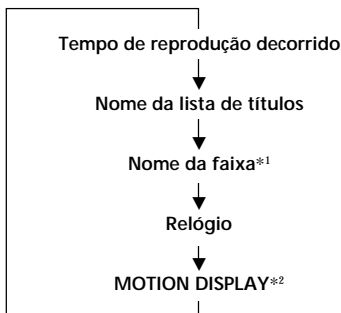 Tempo de reprodução decorrido
Nome da lista de títulos
Nome da faixa*1
Relógio
MOTION DISPLAY*2